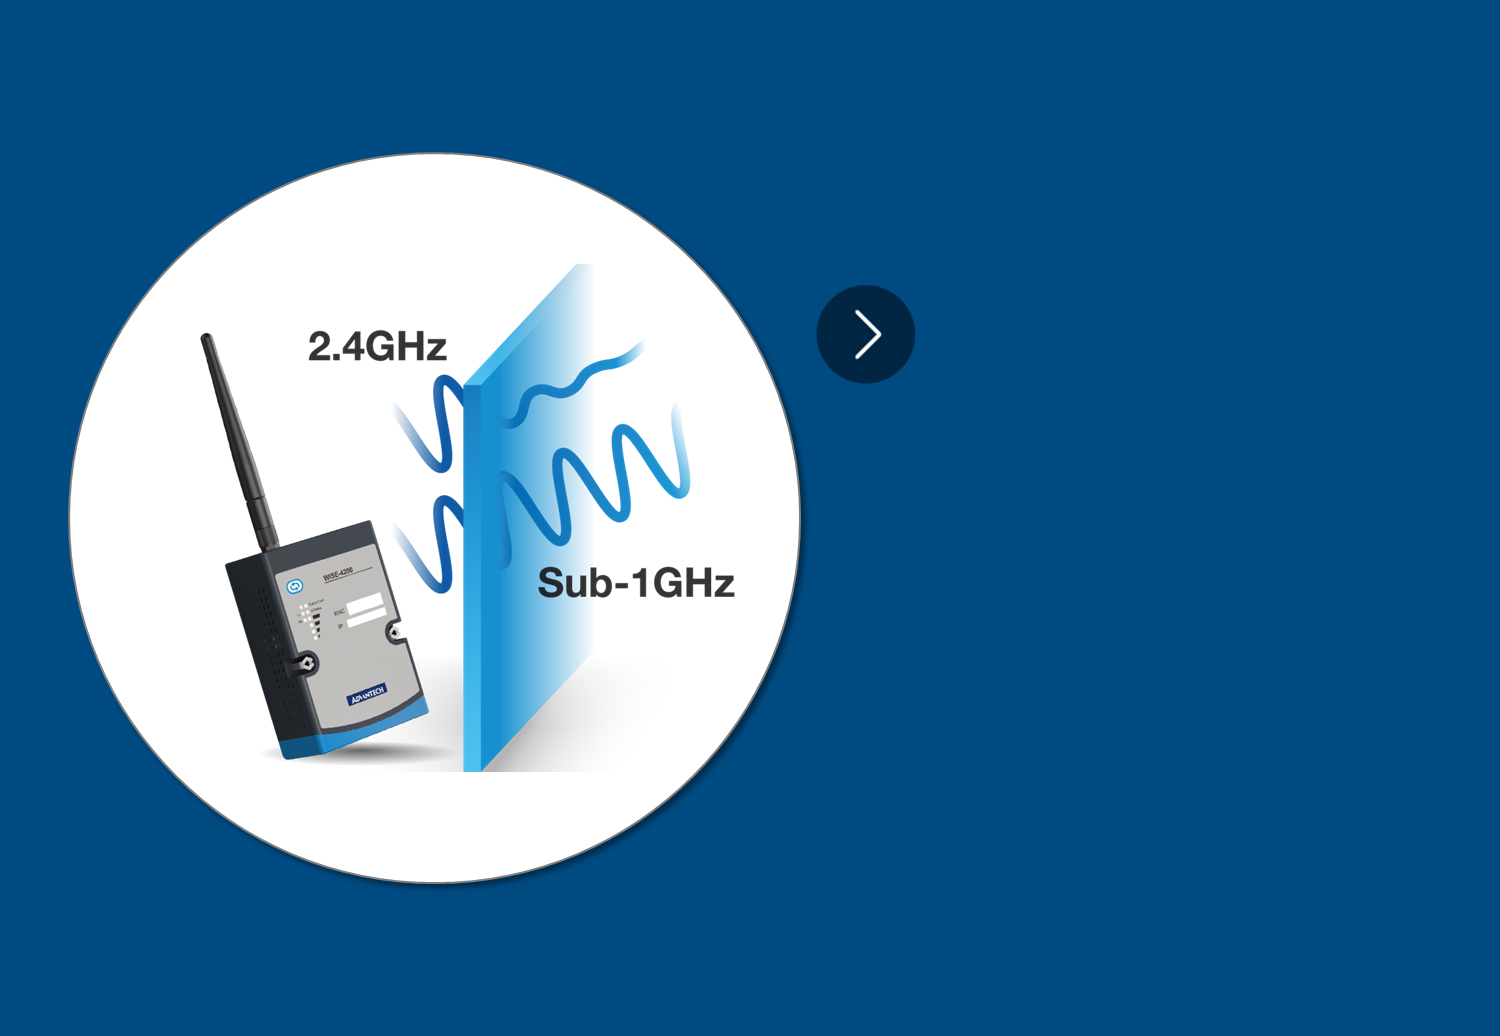 2.4GHz
Sub-1GHz
WISE-4200
MAC
IP
ADVANTECH